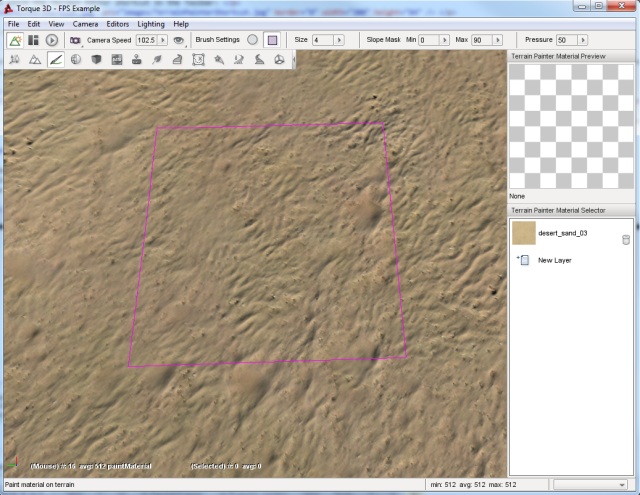 Torque 3D - FPS Example
File Edit View Camera Editors Lighting Help
Camera Speed 102.5 Brush Settings Size 4 Slope Mask Min 0 Max 90 Pressure 50
Terrain Painter Material Preview
None
Terrain Painter Material Selector
desert_sand_03
New Layer
(Mouse) #: 16 avg: 512 paintMaterial (Selected) #: 0 avg: 0
Paint material on terrain min: 512 avg: 512 max: 512